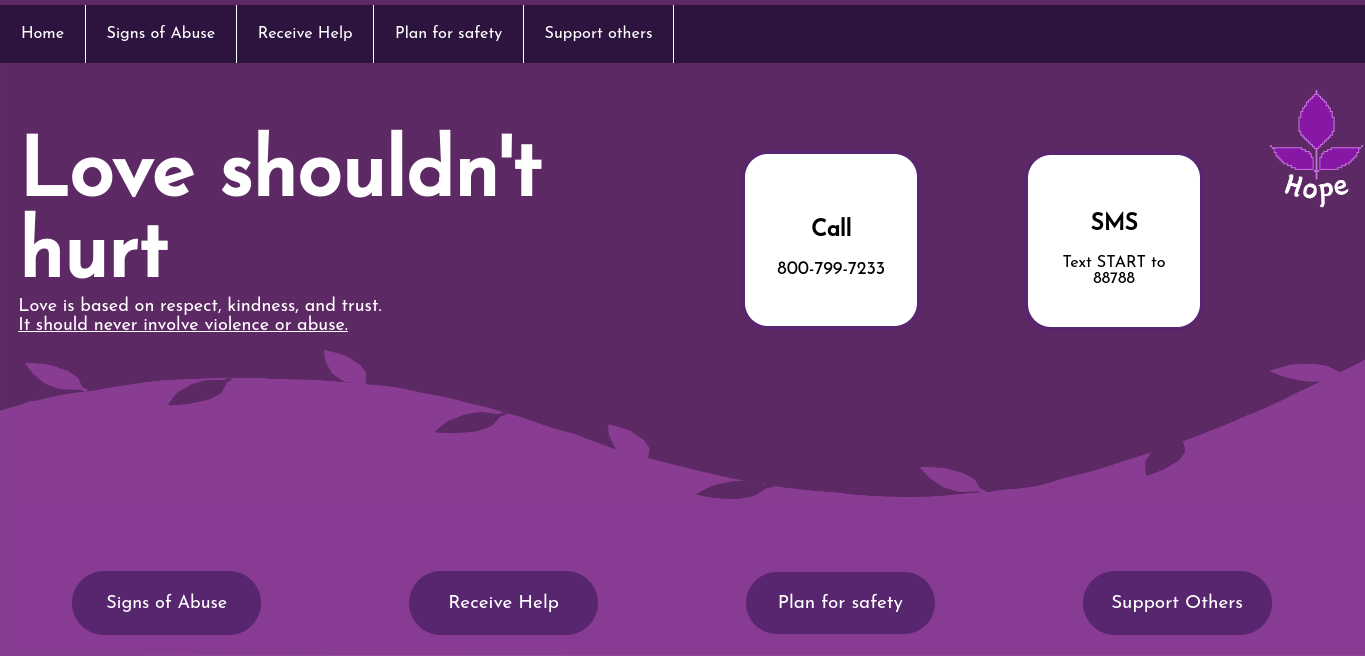 Home Signs of Abuse Receive Help Plan for safety Support others
Love shouldn't
hurt
Love is based on respect, kindness, and trust.
It should never involve violence or abuse.
Call
800-799-7233
SMS
Text START to
88788
Hope
Signs of Abuse Receive Help Plan for safety Support Others